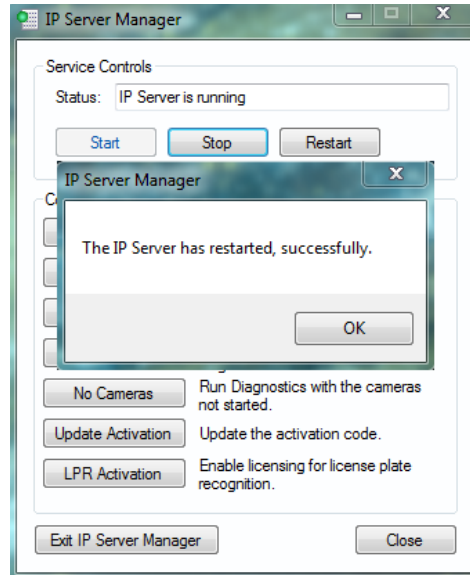 IP Server Manager
Service Controls
Status: IP Server is running
Start Stop Restart
IP Server Manager
The IP Server has restarted, successfully.
OK
No Cameras Run Diagnostics with the cameras
not started.
Update Activation Update the activation code.
LPR Activation Enable licensing for license plate
recognition.
Exit IP Server Manager Close